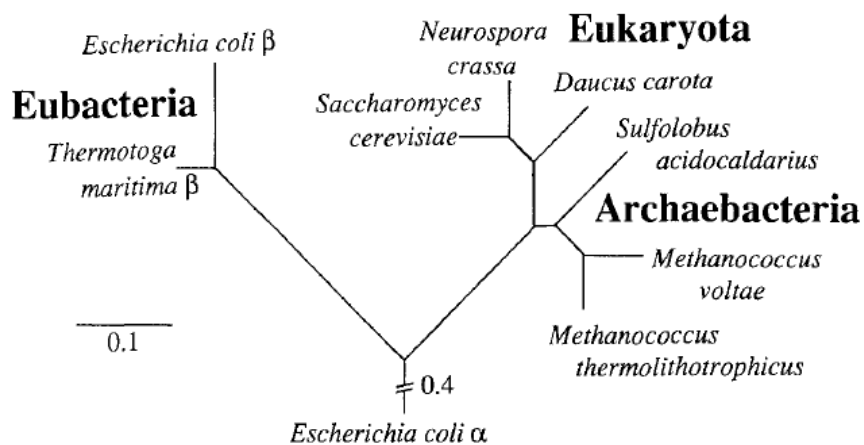 Escherichia coli β
Eubacteria
Thermotoga
maritima β
Neurospora
crassa
Eukaryota
Saccharomyces
cerevisiae
Daucus carota
Sulfolobus
acidocaldarius
Archaebacteria
Methanococcus
voltae
Methanococcus
thermolithotrophicus
0.1
0.4
Escherichia coli α